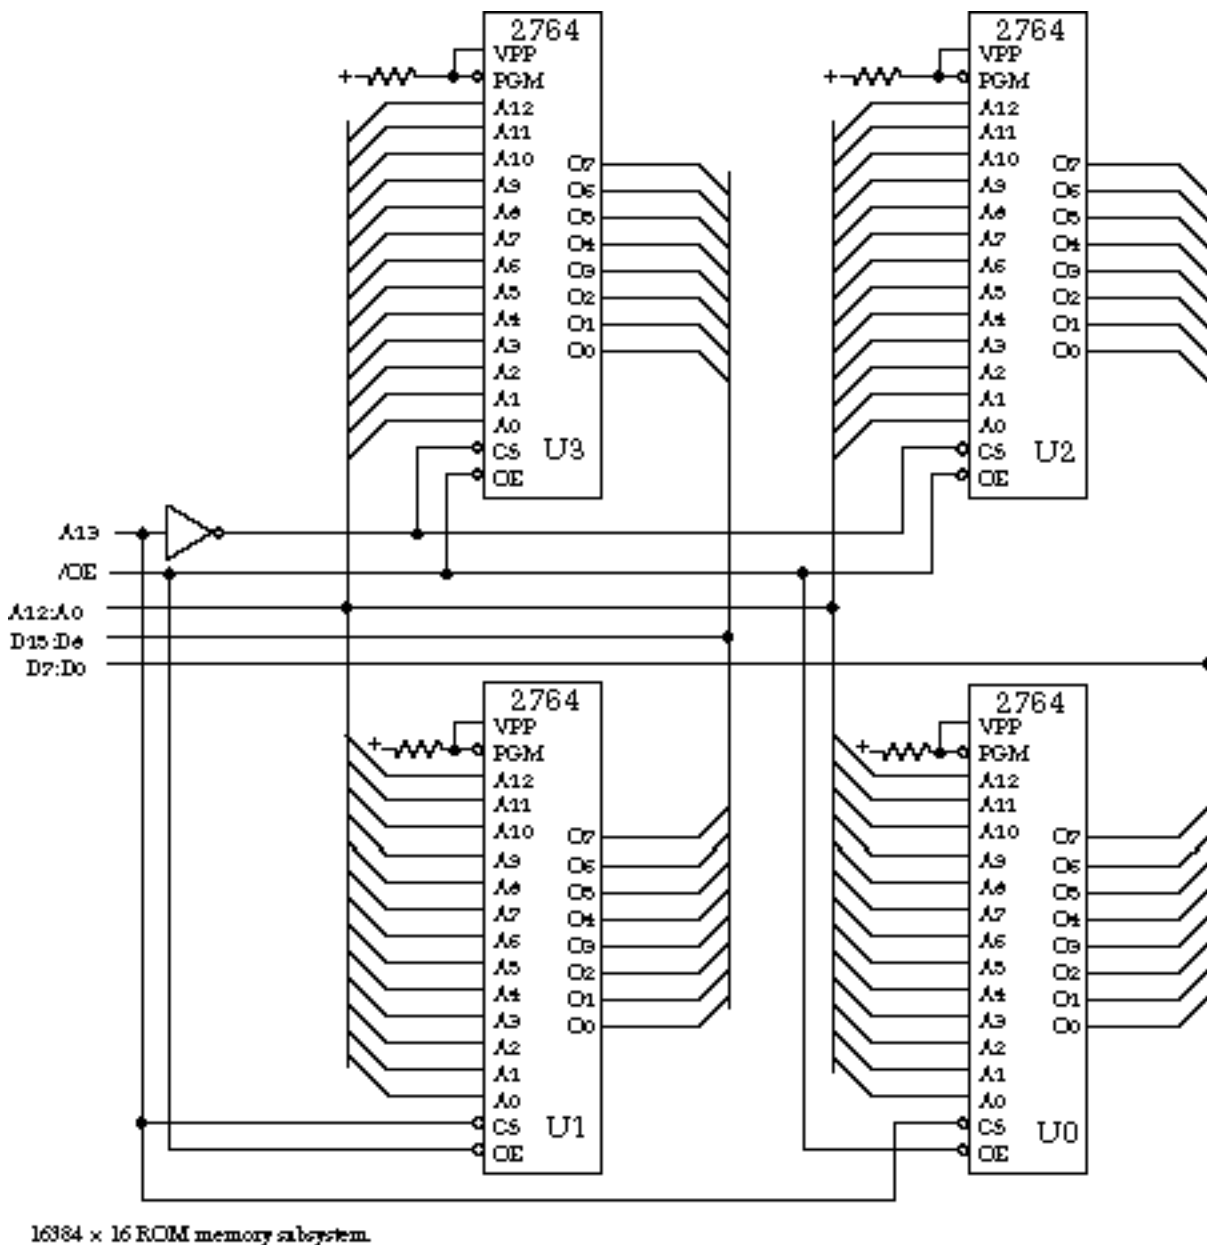 2764
VPP
PGM
A12
A11
A10
A9
A8
A7
A6
A5
A4
A3
A2
A1
A0
CS
OE
O7
O6
O5
O4
O3
O2
O1
O0
U3
2764
VPP
PGM
A12
A11
A10
A9
A8
A7
A6
A5
A4
A3
A2
A1
A0
CS
OE
O7
O6
O5
O4
O3
O2
O1
O0
U2
+
+
A13
/OE
A12:A0
D15:D8
D7:D0
2764
VPP
PGM
A12
A11
A10
A9
A8
A7
A6
A5
A4
A3
A2
A1
A0
CS
OE
O7
O6
O5
O4
O3
O2
O1
O0
U1
2764
VPP
PGM
A12
A11
A10
A9
A8
A7
A6
A5
A4
A3
A2
A1
A0
CS
OE
O7
O6
O5
O4
O3
O2
O1
O0
U0
+
+
16384 × 16 ROM memory subsystem.